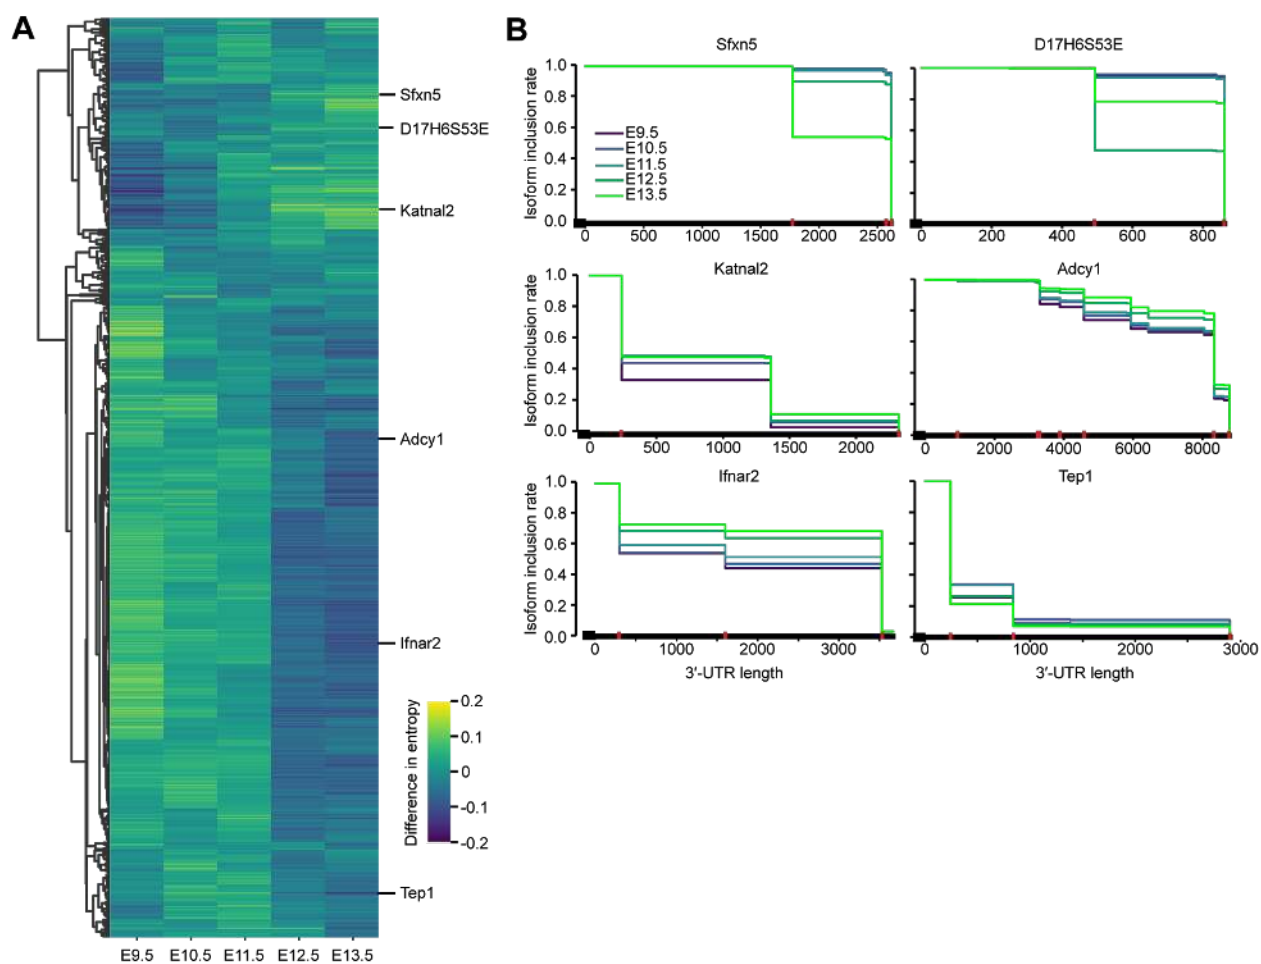 A
Sfxn5
D17H6S53E
Katnal2
Adcy1
Ifnar2
Tep1
Difference in entropy
0.2
0.1
0
-0.1
-0.2
E9.5 E10.5 E11.5 E12.5 E13.5
B
Sfxn5
Isoform inclusion rate
1.0
0.8
0.6
0.4
0.2
0.0
E9.5
E10.5
E11.5
E12.5
E13.5
0 500 1000 1500 2000 2500
D17H6S53E
0 200 400 600 800
Katnal2
Isoform inclusion rate
1.0
0.8
0.6
0.4
0.2
0.0
0 500 1000 1500 2000
Adcy1
0 2000 4000 6000 8000
Ifnar2
Isoform inclusion rate
1.0
0.8
0.6
0.4
0.2
0.0
0 1000 2000 3000
3′-UTR length
Tep1
0 1000 2000 3000
3′-UTR length